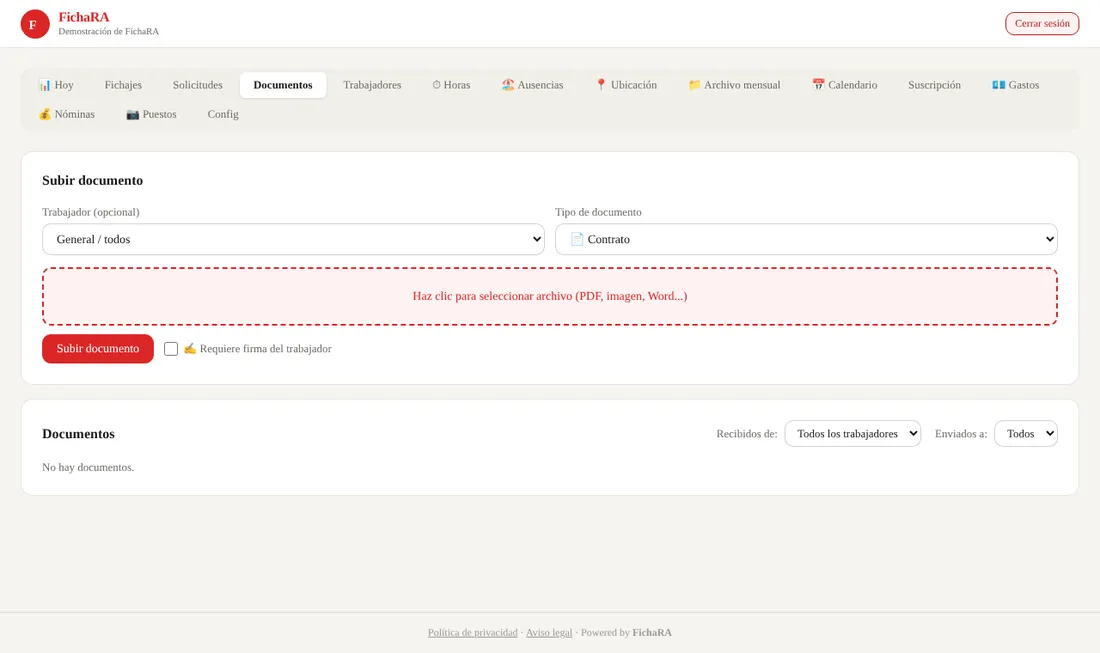 F
FichaRA
Demostración de FichaRA
Cerrar sesión
📊 Hoy Fichajes Solicitudes Documentos Trabajadores ⏱ Horas 🏖️ Ausencias 📍 Ubicación 📁 Archivo mensual 📅 Calendario Suscripción 💶 Gastos
💰 Nóminas 📷 Puestos Config
Subir documento
Trabajador (opcional) Tipo de documento
General / todos 📄 Contrato
Haz clic para seleccionar archivo (PDF, imagen, Word...)
Subir documento ✍️ Requiere firma del trabajador
Documentos Recibidos de: Todos los trabajadores Enviados a: Todos
No hay documentos.
Política de privacidad · Aviso legal · Powered by FichaRA